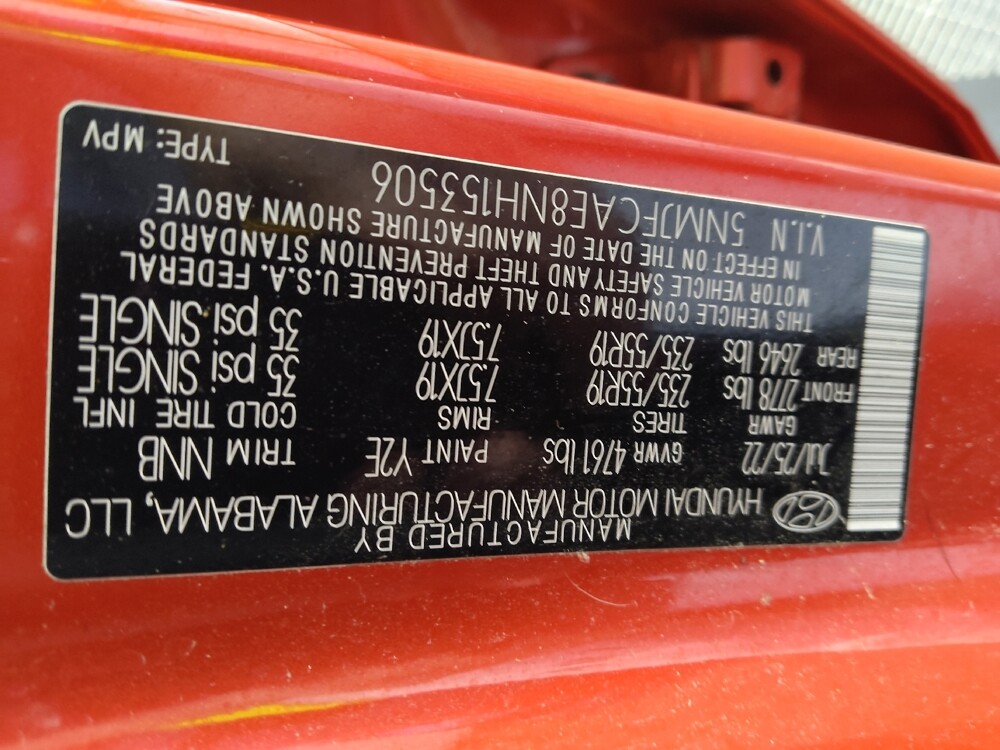 MANUFACTURED BY
HYUNDAI MOTOR MANUFACTURING ALABAMA, LLC
Jul/25/22 GVWR 4761 lbs PAINT Y2E TRIM NNB
GAWR TIRES RIMS COLD TIRE INFL
FRONT 2778 lbs 235/55R19 7.5JX19 35 psi SINGLE
REAR 2646 lbs 235/55R19 7.5JX19 35 psi SINGLE
THIS VEHICLE CONFORMS TO ALL APPLICABLE U.S.A. FEDERAL
MOTOR VEHICLE SAFETY AND THEFT PREVENTION STANDARDS
IN EFFECT ON THE DATE OF MANUFACTURE SHOWN ABOVE
V.I.N 5NMJFCAE8NH153506 TYPE: MPV